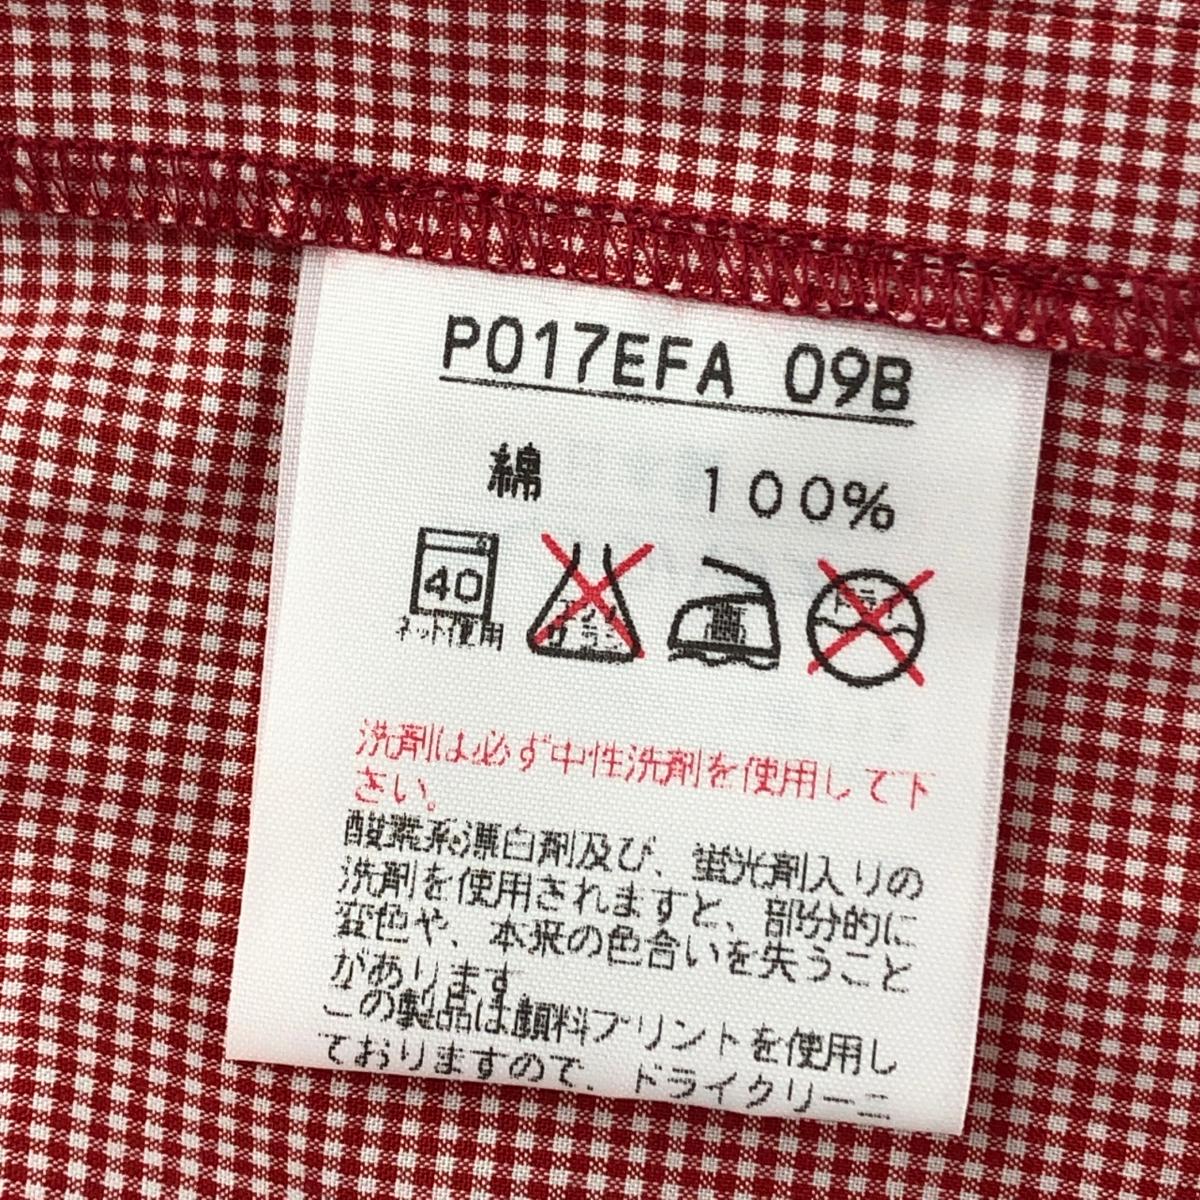 P017EFA 09B
綿 100%
40
ネット使用
ドライ
洗剤は必ず中性洗剤を使用して下
さい。
酸素系漂白剤及び、蛍光剤入りの
洗剤を使用されますと、部分的に
変色や、本来の色合いを失うこと
があります
この製品は顔料プリントを使用し
ておりますので、ドライクリーニ